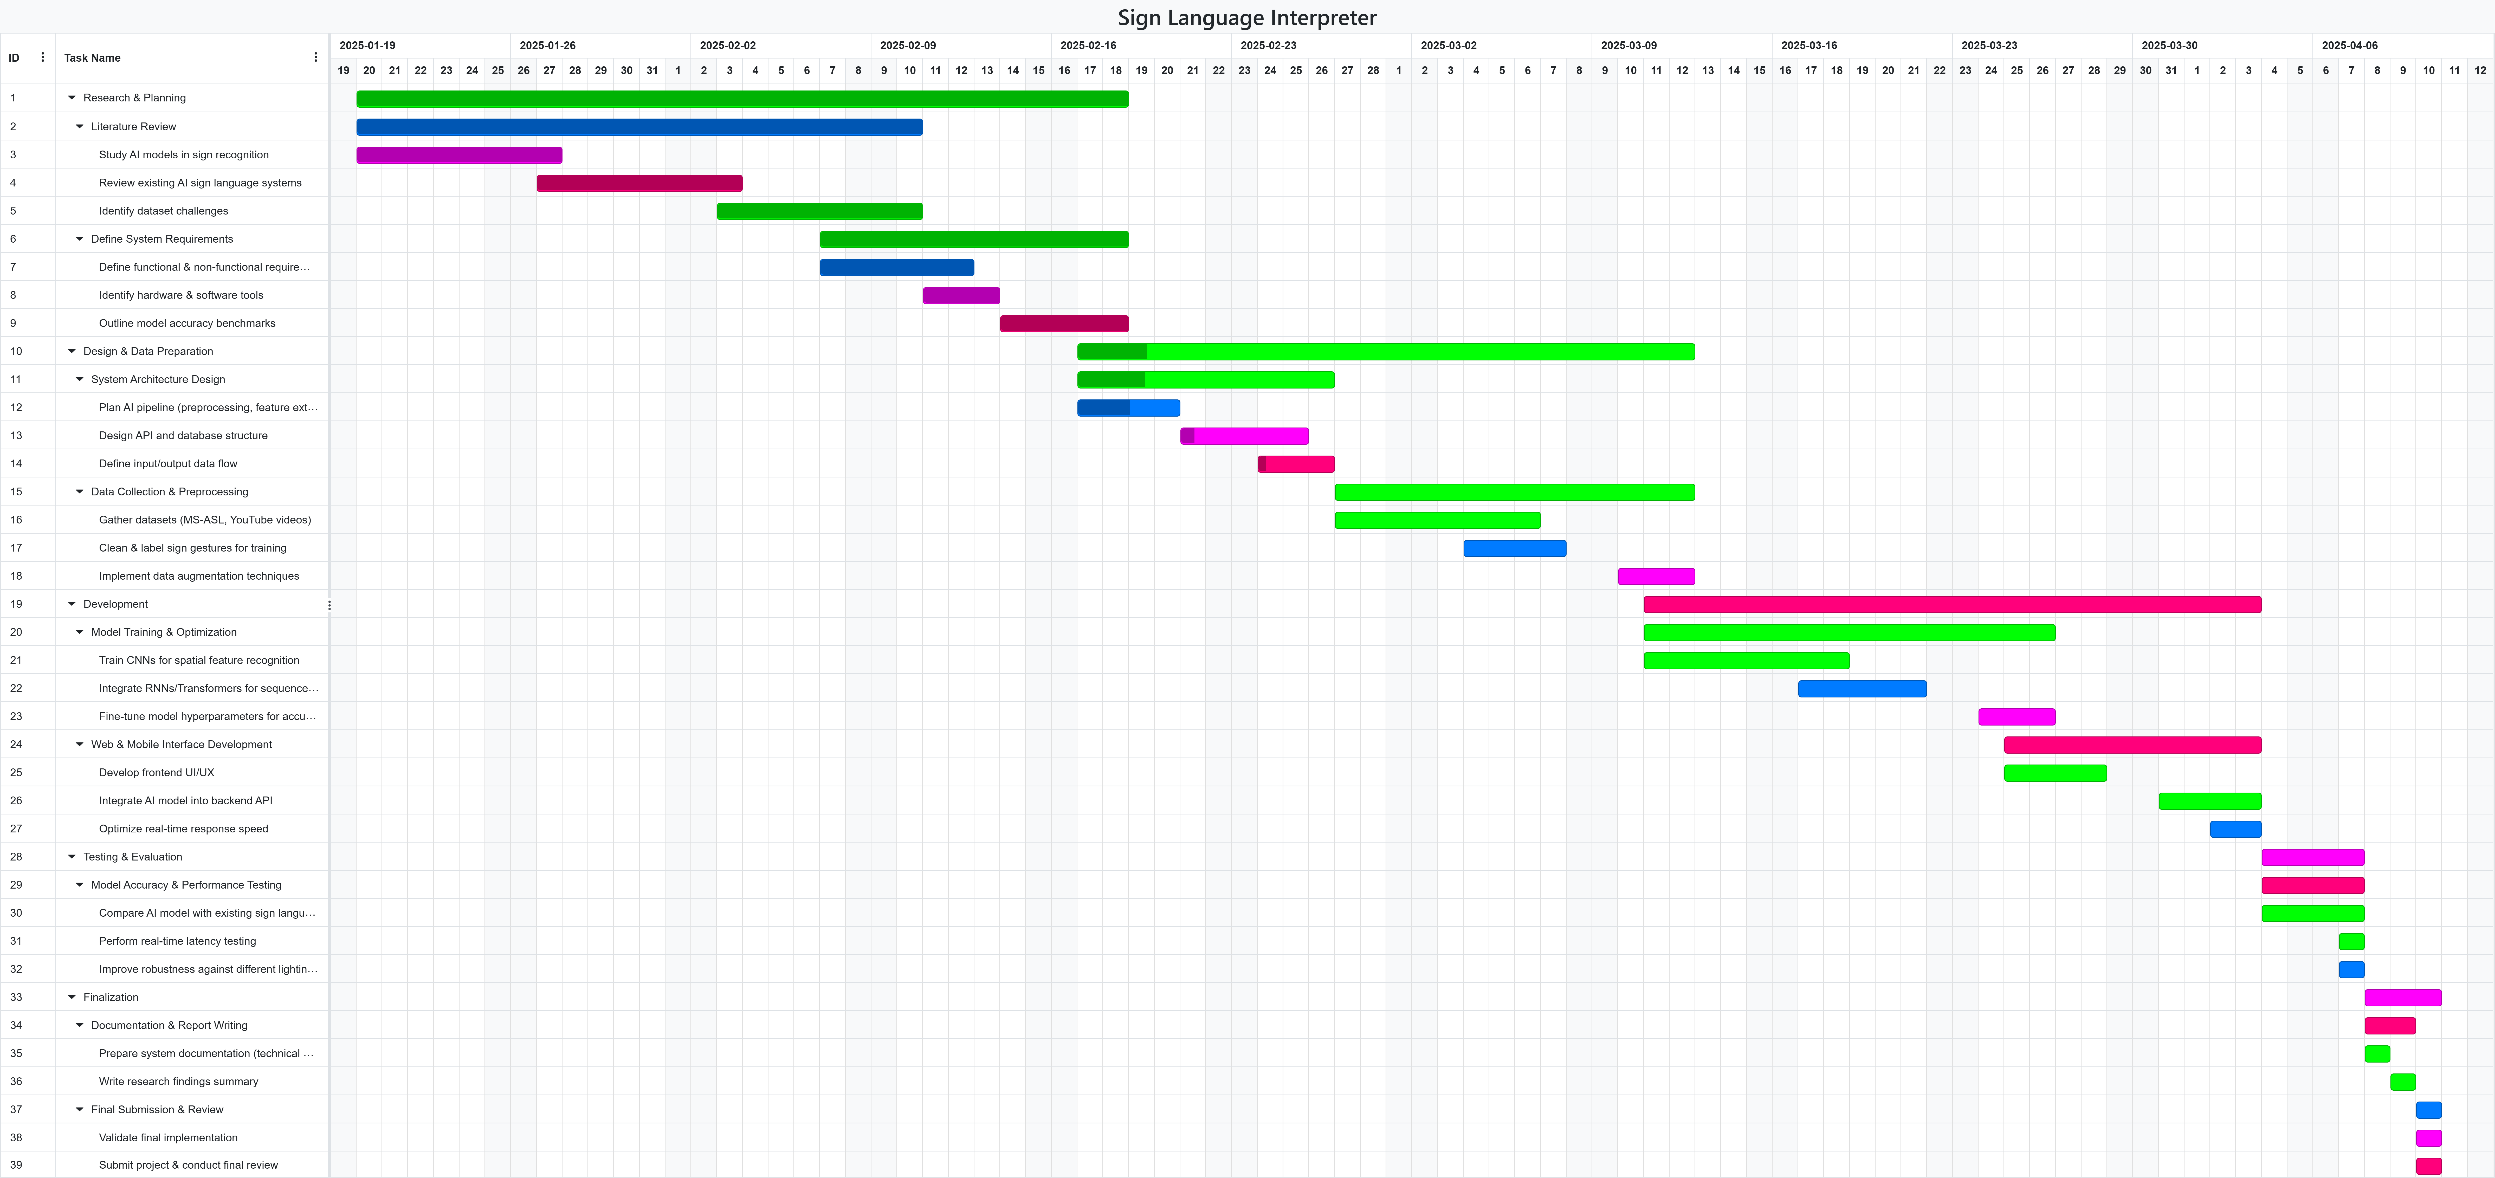 Sign Language Interpreter
ID Task Name 2025-01-19 2025-01-26 2025-02-02 2025-02-09 2025-02-16 2025-02-23 2025-03-02 2025-03-09 2025-03-16 2025-03-23 2025-03-30 2025-04-06
19 20 21 22 23 24 25 26 27 28 29 30 31 1 2 3 4 5 6 7 8 9 10 11 12 13 14 15 16 17 18 19 20 21 22 23 24 25 26 27 28 1 2 3 4 5 6 7 8 9 10 11 12 13 14 15 16 17 18 19 20 21 22 23 24 25 26 27 28 29 30 31 1 2 3 4 5 6 7 8 9 10 11 12
1 Research & Planning
2 Literature Review
3 Study AI models in sign recognition
4 Review existing AI sign language systems
5 Identify dataset challenges
6 Define System Requirements
7 Define functional & non-functional require...
8 Identify hardware & software tools
9 Outline model accuracy benchmarks
10 Design & Data Preparation
11 System Architecture Design
12 Plan AI pipeline (preprocessing, feature ext...
13 Design API and database structure
14 Define input/output data flow
15 Data Collection & Preprocessing
16 Gather datasets (MS-ASL, YouTube videos)
17 Clean & label sign gestures for training
18 Implement data augmentation techniques
19 Development
20 Model Training & Optimization
21 Train CNNs for spatial feature recognition
22 Integrate RNNs/Transformers for sequence...
23 Fine-tune model hyperparameters for accu...
24 Web & Mobile Interface Development
25 Develop frontend UI/UX
26 Integrate AI model into backend API
27 Optimize real-time response speed
28 Testing & Evaluation
29 Model Accuracy & Performance Testing
30 Compare AI model with existing sign langu...
31 Perform real-time latency testing
32 Improve robustness against different lightin...
33 Finalization
34 Documentation & Report Writing
35 Prepare system documentation (technical ...
36 Write research findings summary
37 Final Submission & Review
38 Validate final implementation
39 Submit project & conduct final review